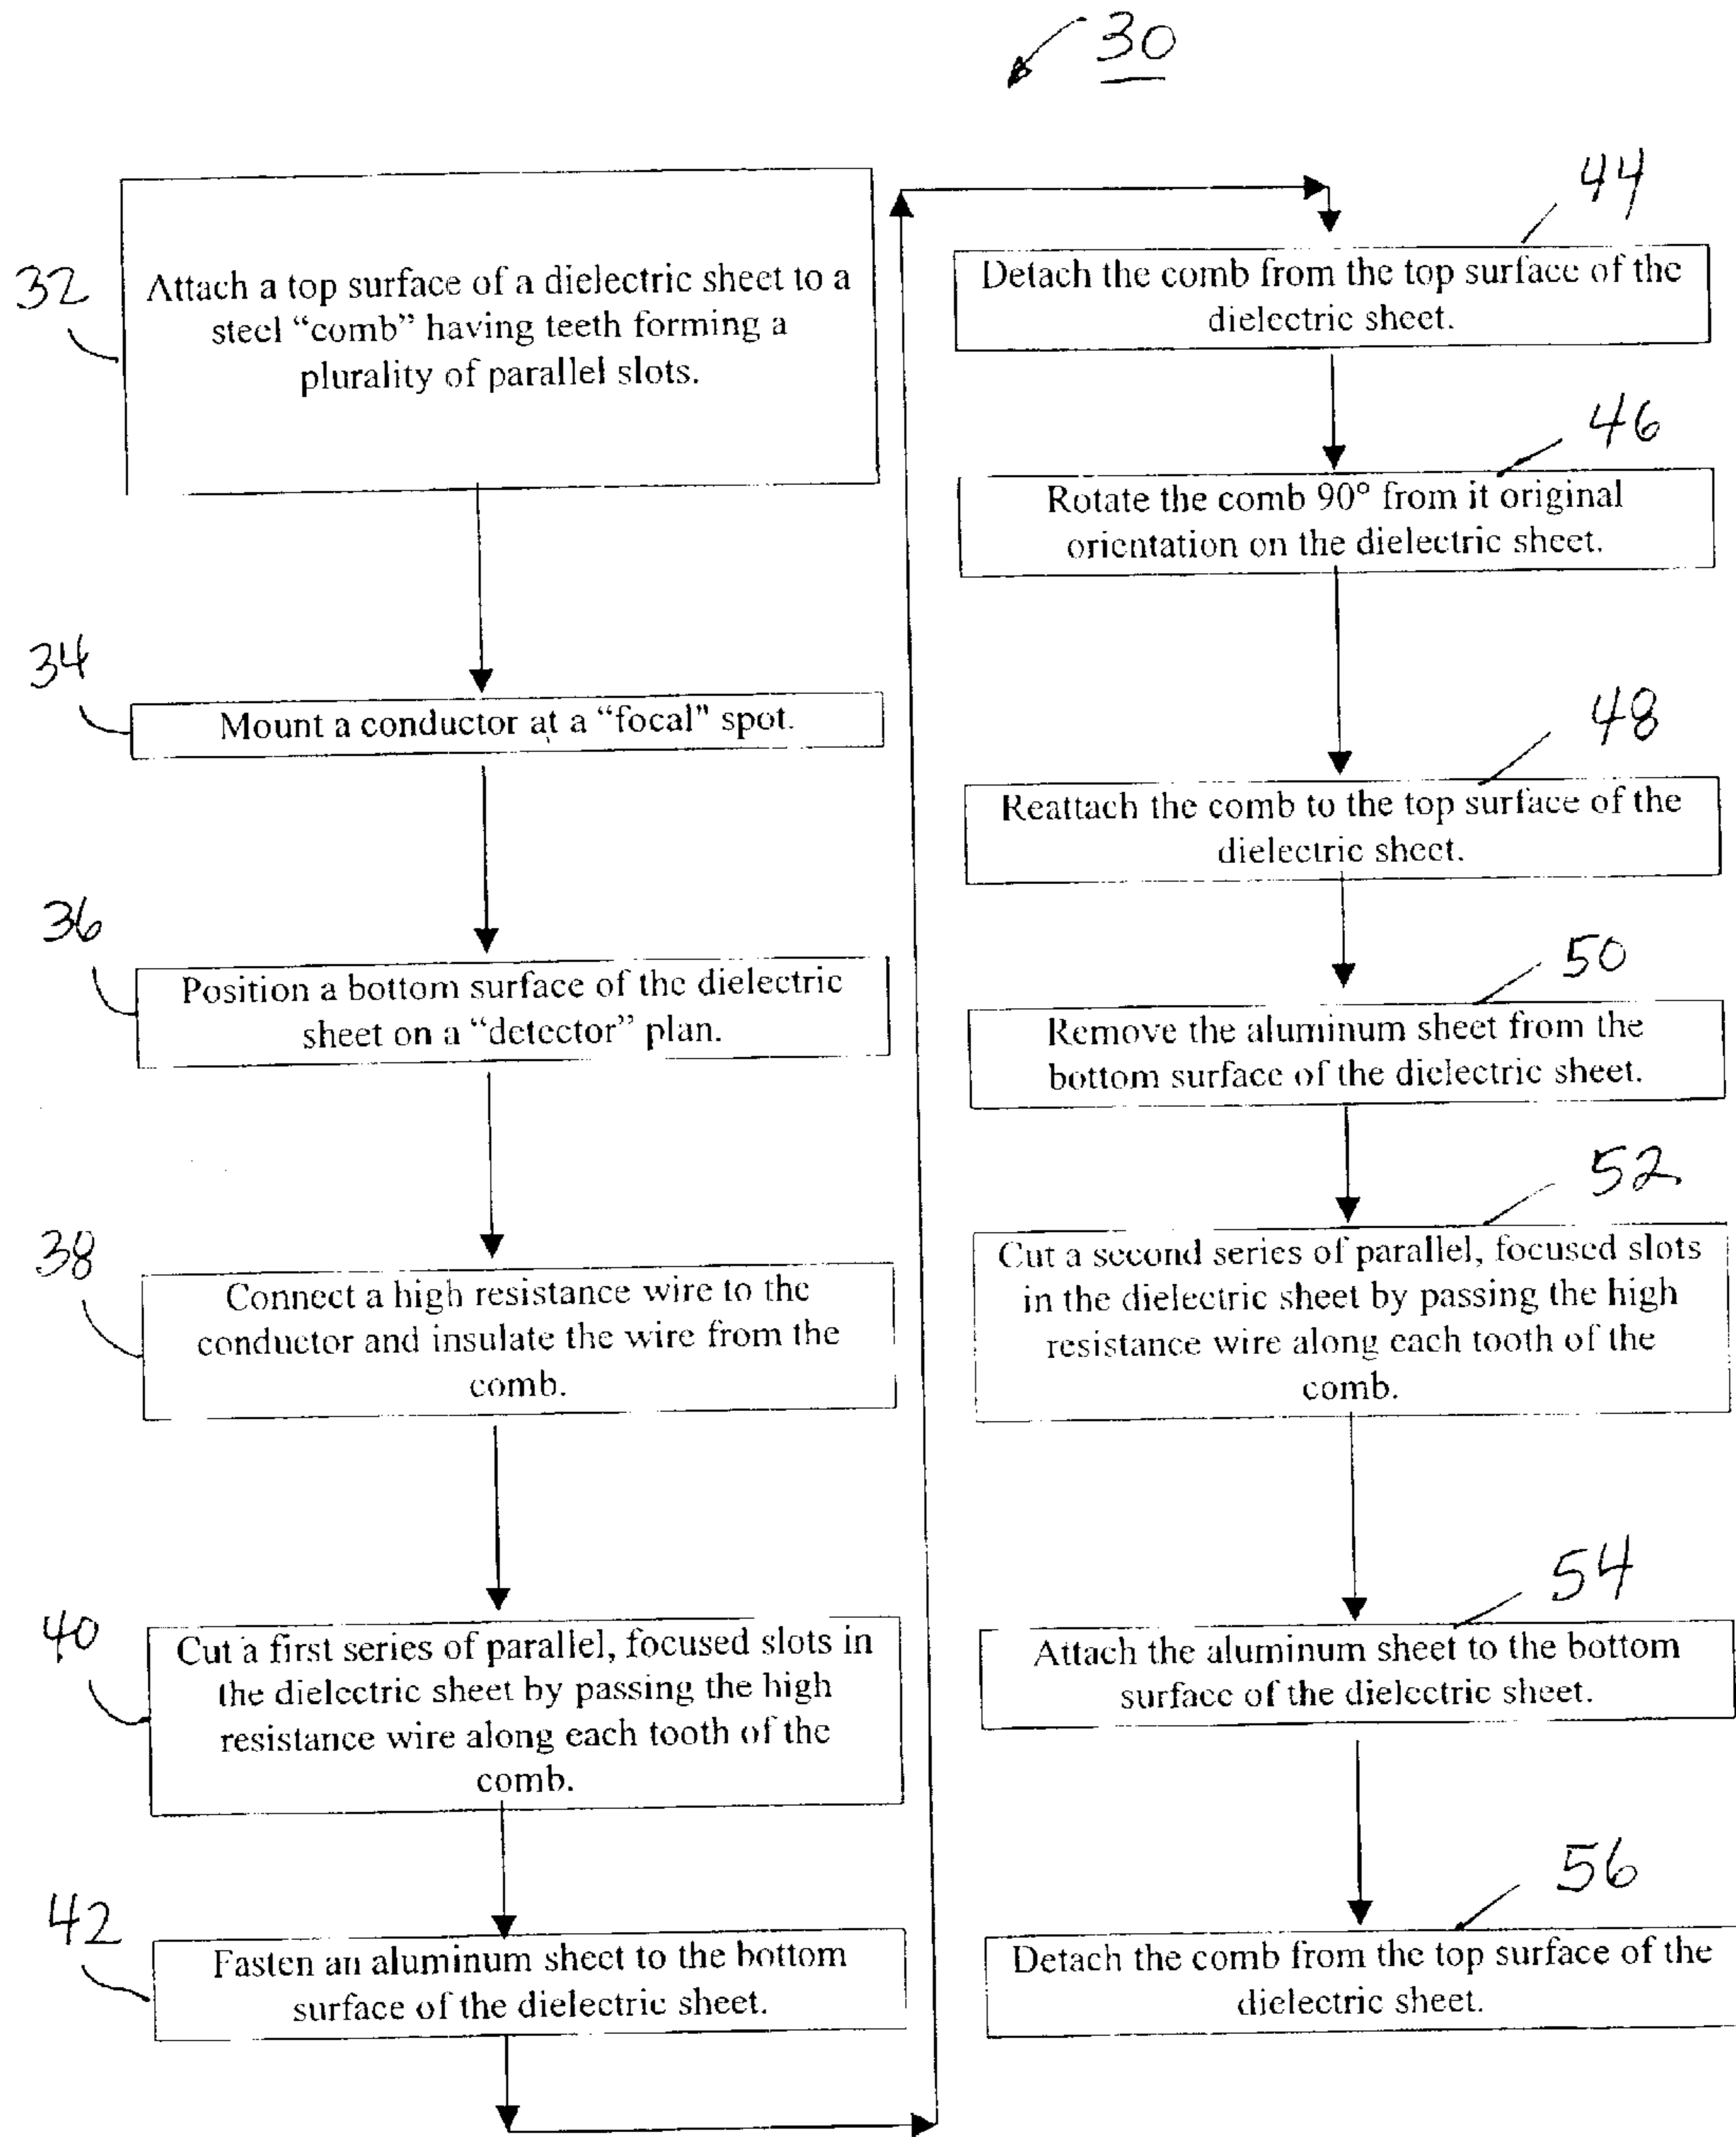 30
32
Attach a top surface of a dielectric sheet to a
steel “comb” having teeth forming a
plurality of parallel slots.
34
Mount a conductor at a “focal” spot.
36
Position a bottom surface of the dielectric
sheet on a “detector” plan.
38
Connect a high resistance wire to the
conductor and insulate the wire from the
comb.
40
Cut a first series of parallel, focused slots in
the dielectric sheet by passing the high
resistance wire along each tooth of the
comb.
42
Fasten an aluminum sheet to the bottom
surface of the dielectric sheet.
44
Detach the comb from the top surface of the
dielectric sheet.
46
Rotate the comb 90° from it original
orientation on the dielectric sheet.
48
Reattach the comb to the top surface of the
dielectric sheet.
50
Remove the aluminum sheet from the
bottom surface of the dielectric sheet.
52
Cut a second series of parallel, focused slots
in the dielectric sheet by passing the high
resistance wire along each tooth of the
comb.
54
Attach the aluminum sheet to the bottom
surface of the dielectric sheet.
56
Detach the comb from the top surface of the
dielectric sheet.